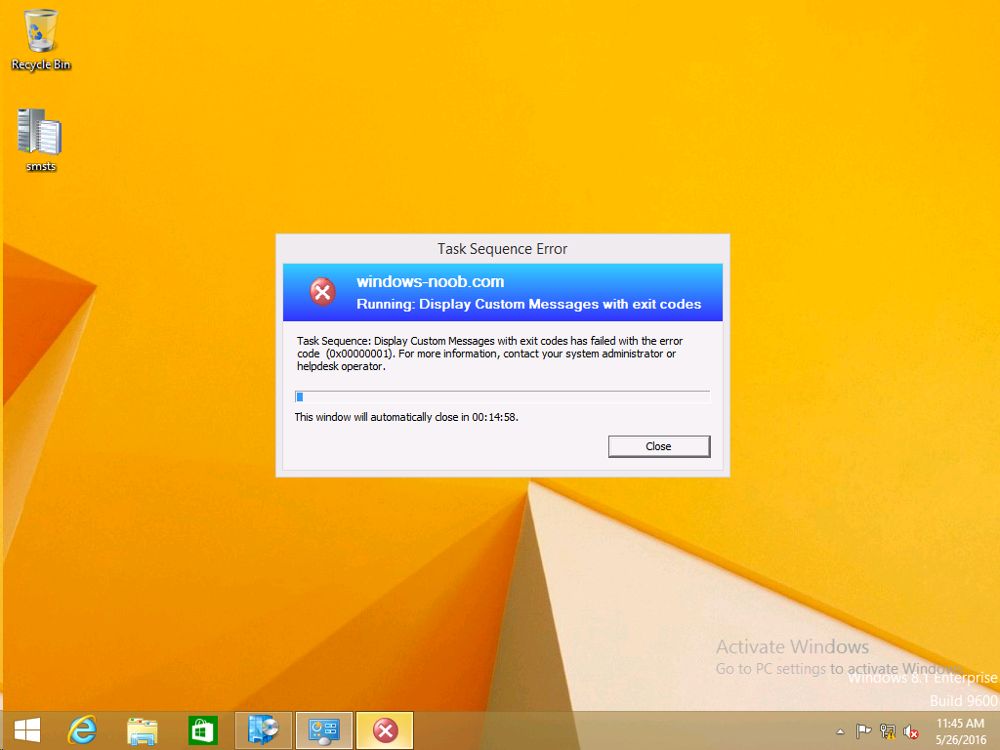 Recycle Bin
smsts
Task Sequence Error
windows-noob.com
Running: Display Custom Messages with exit codes
Task Sequence: Display Custom Messages with exit codes has failed with the error
code  (0x00000001). For more information, contact your system administrator or
helpdesk operator.
This window will automatically close in 00:14:58.
Close
Activate Windows
Go to PC settings to activate Windows.
Windows 8.1 Enterprise
Build 9600
11:45 AM
5/26/2016